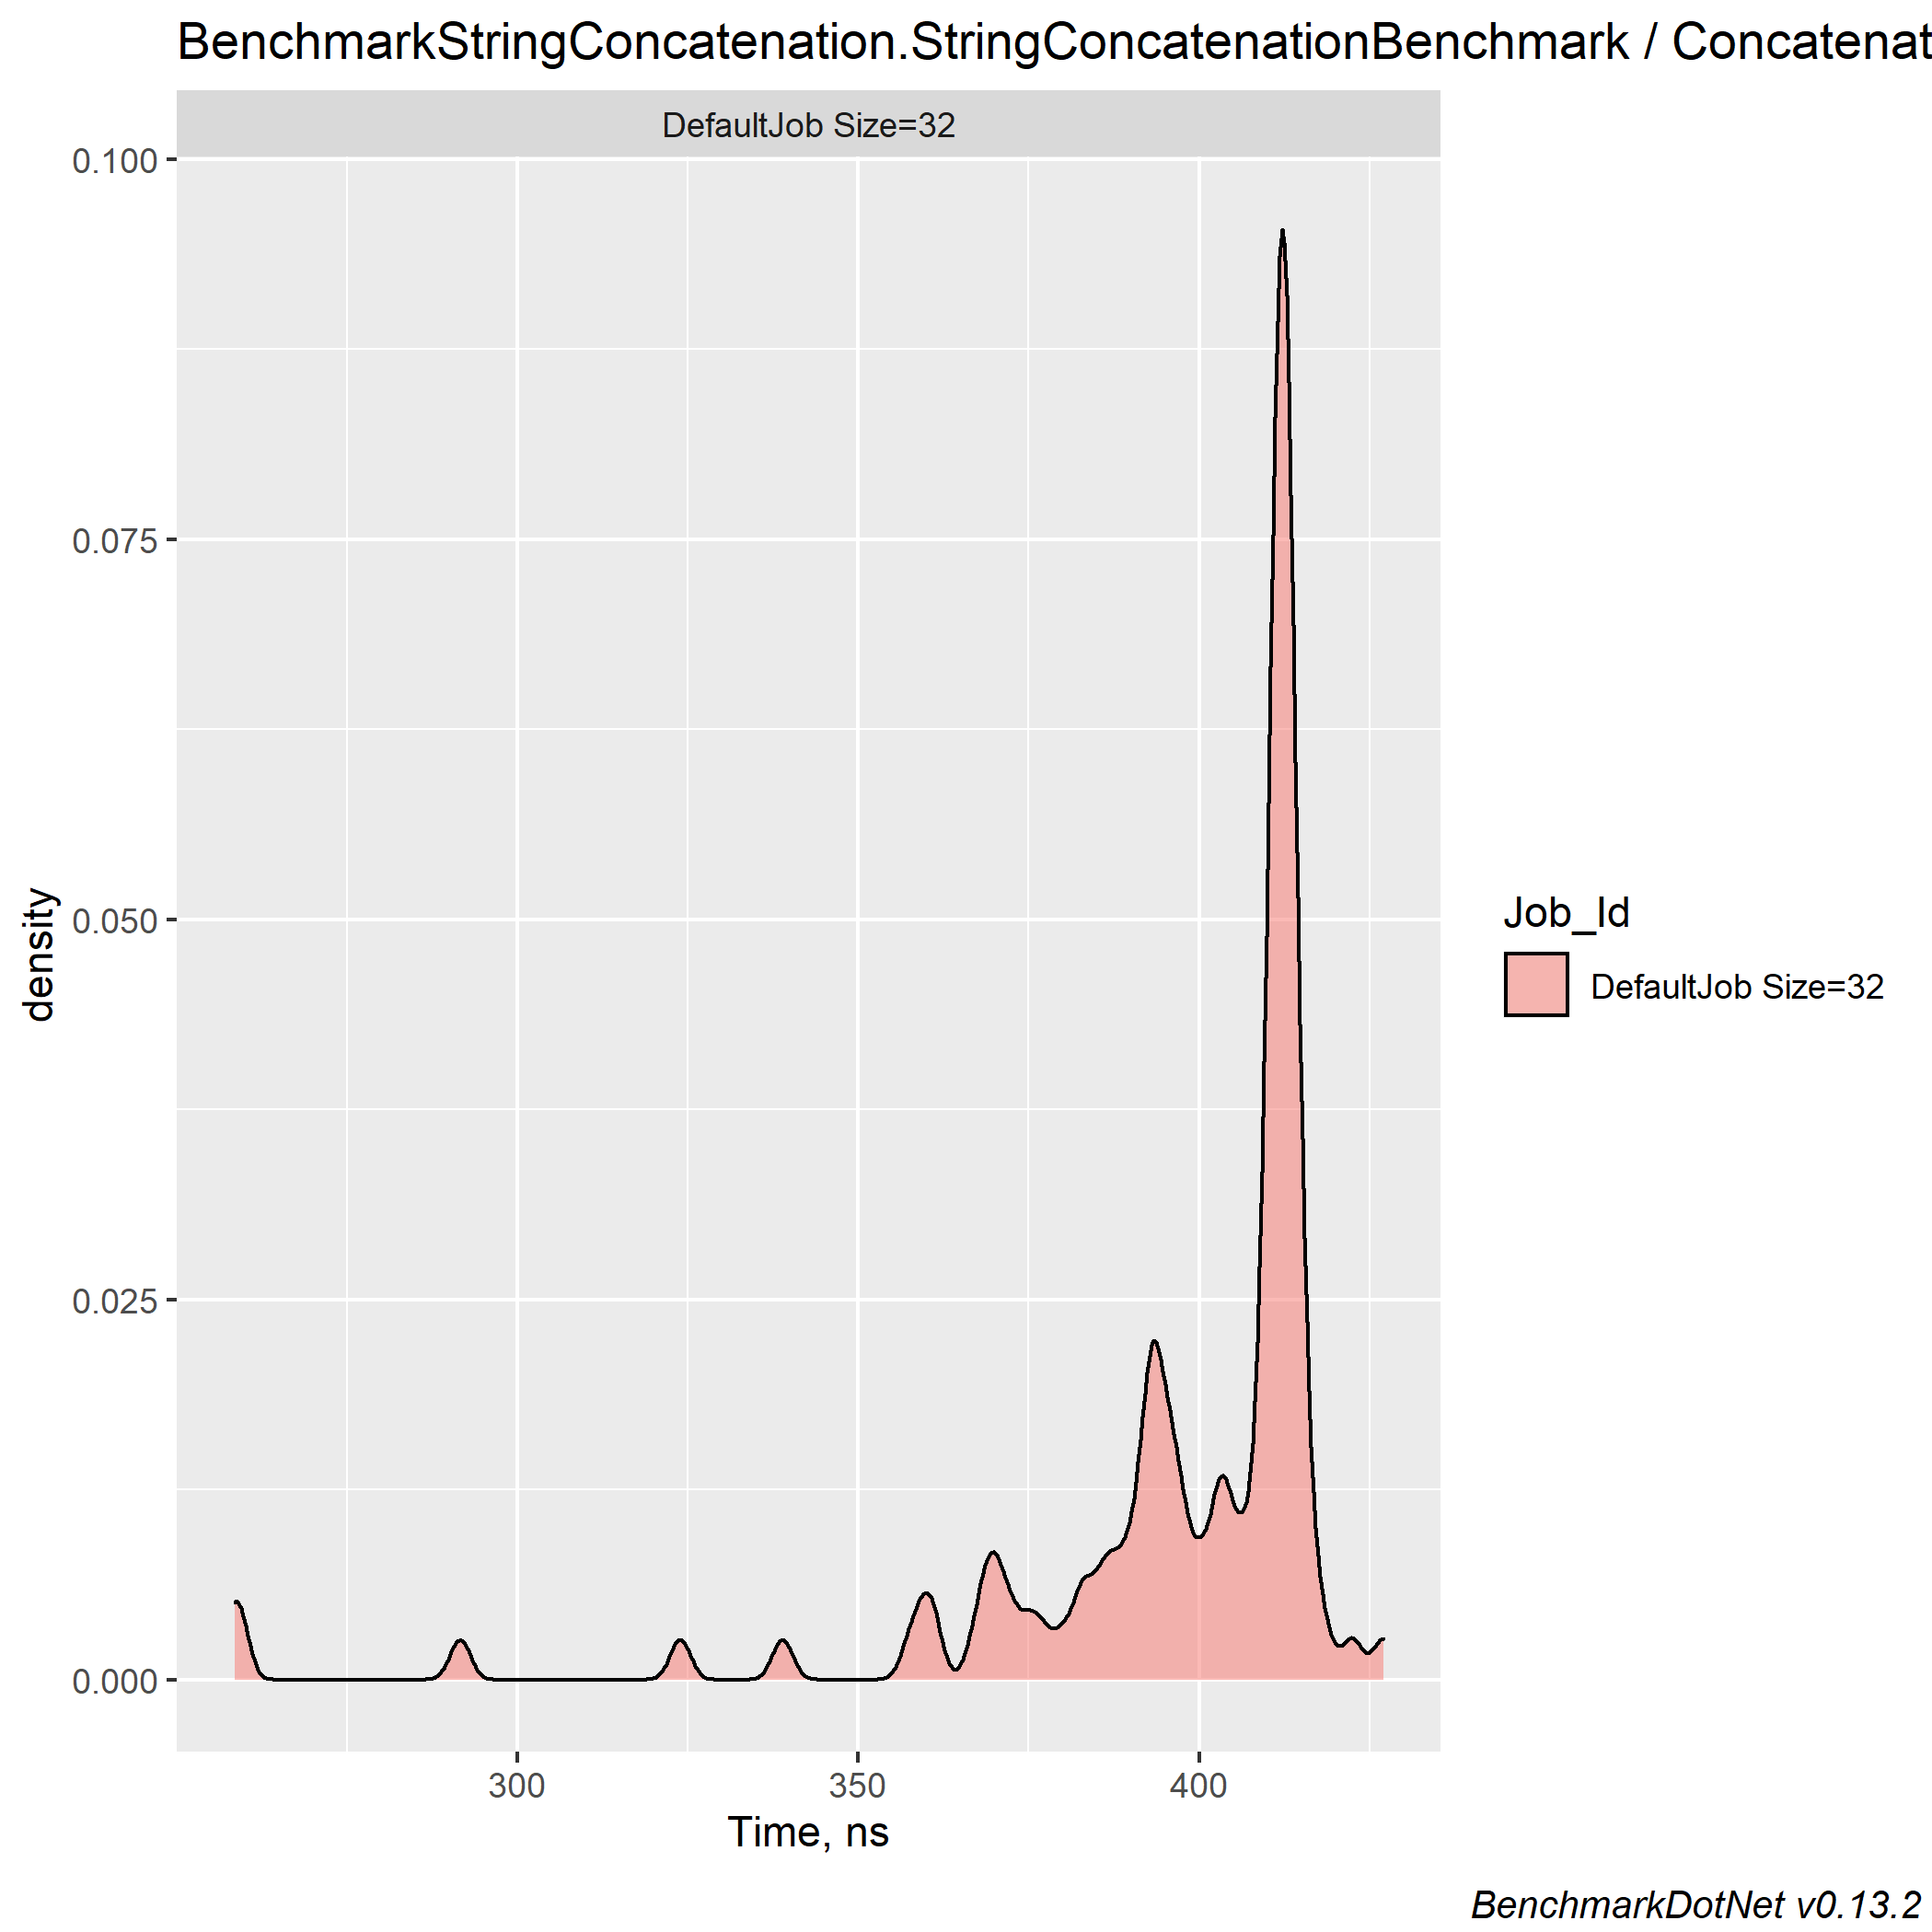 BenchmarkStringConcatenation.StringConcatenationBenchmark / Concatenat
DefaultJob Size=32
0.100
0.075
0.050
0.025
0.000
density
300 350 400
Time, ns
Job_Id
DefaultJob Size=32
BenchmarkDotNet v0.13.2